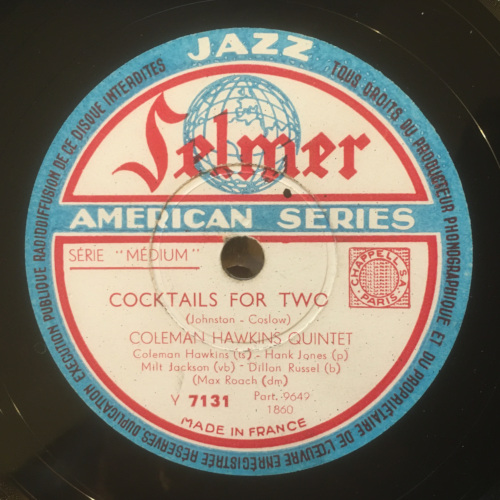 JAZZ
EXÉCUTION PUBLIQUE RADIODIFFUSION DE CE DISQUE INTERDITES
TOUS DROITS DU PRODUCTEUR PHONOGRAPHIQUE ET DU PROPRIÉTAIRE DE L'ŒUVRE ENREGISTRÉE RÉSERVÉS, DUPLICATION
Selmer
AMERICAN SERIES
SÉRIE "MÉDIUM"
CHAPPELL S.A.
PARIS
COCKTAILS FOR TWO
(Johnston - Coslow)
COLEMAN HAWKINS QUINTET
Coleman Hawkins (ts) - Hank Jones (p)
Milt Jackson (vb) - Dillon Russel (b)
(Max Roach (dm)
Y 7131
Part. 9649
1860
MADE IN FRANCE